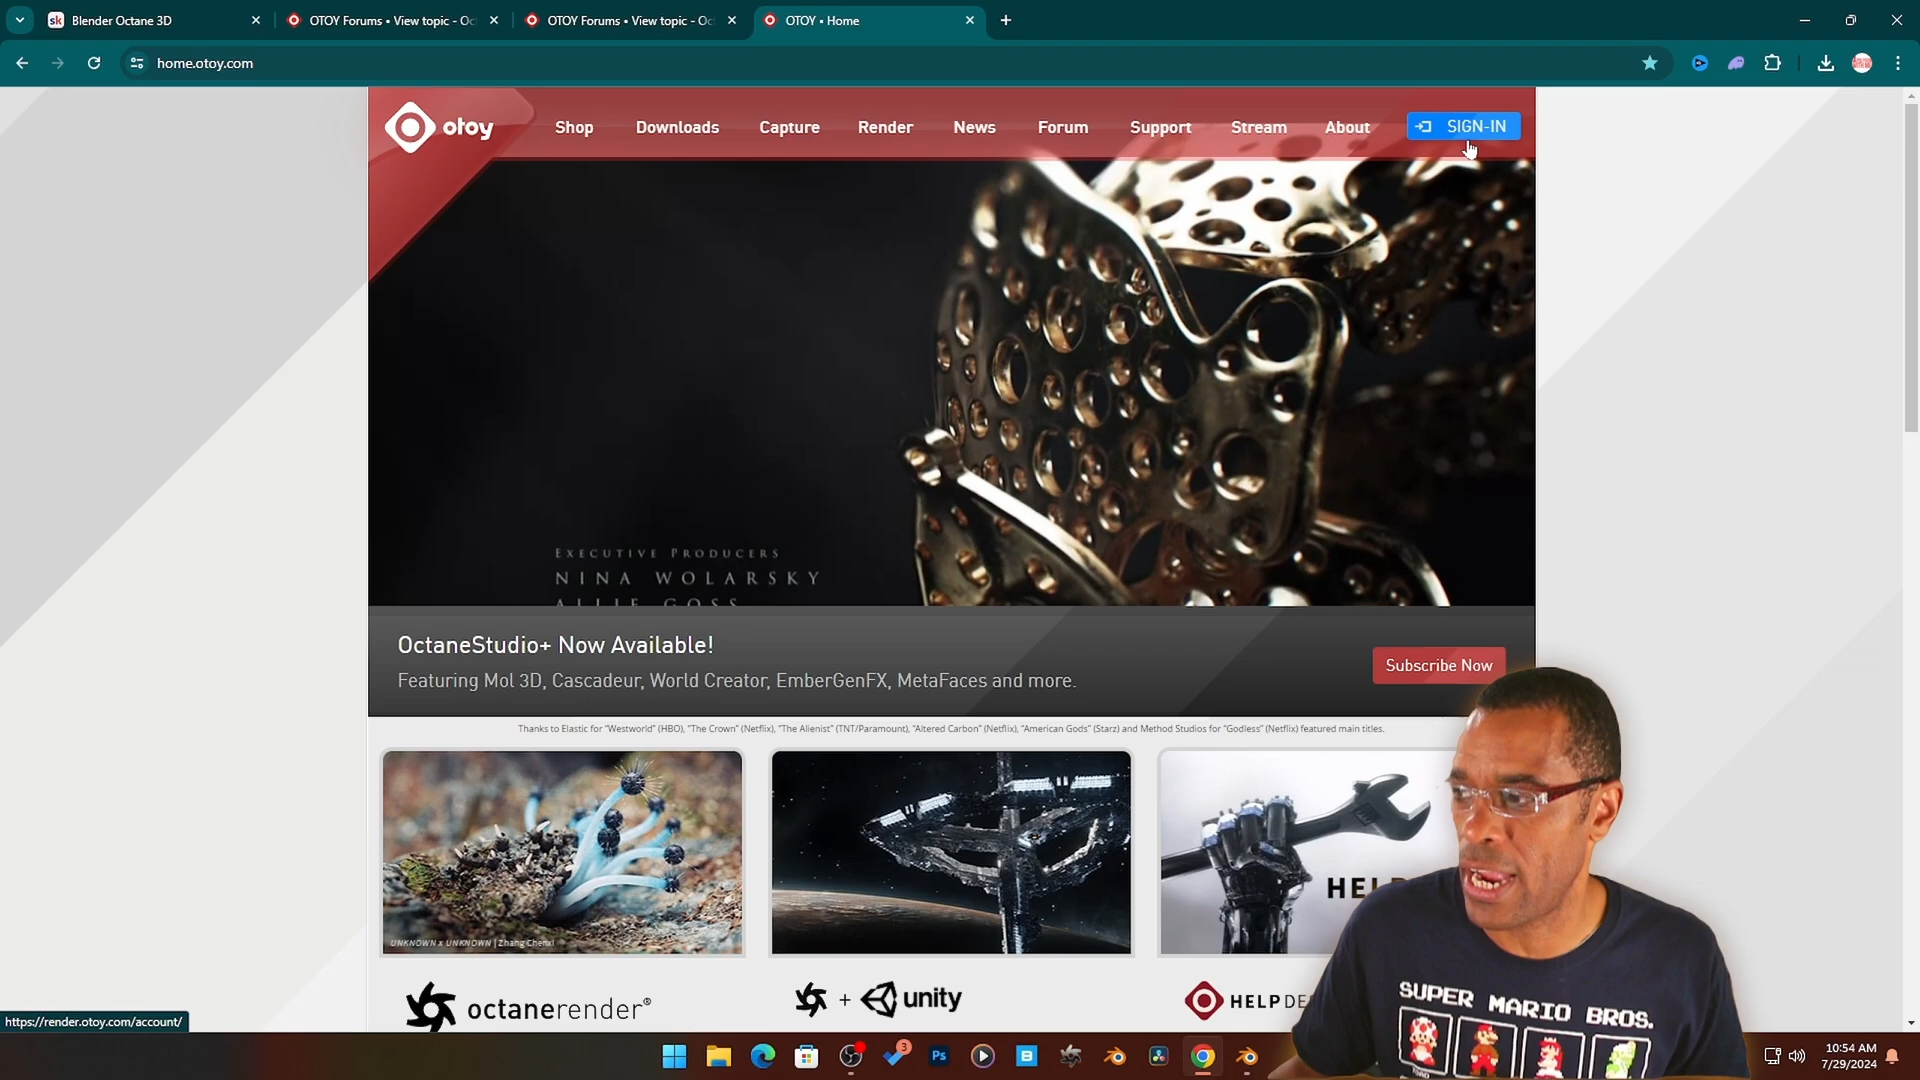 sk Blender Octane 3D
OTOY Forums • View topic - Oc
OTOY Forums • View topic - Oc
OTOY • Home
home.otoy.com
otoy
Shop
Downloads
Capture
Render
News
Forum
Support
Stream
About
SIGN-IN
EXECUTIVE PRODUCERS
NINA WOLARSKY
ALLIE GOSS
OctaneStudio+ Now Available!
Featuring Mol 3D, Cascadeur, World Creator, EmberGenFX, MetaFaces and more.
Subscribe Now
Thanks to Elastic for "Westworld" (HBO), "The Crown" (Netflix), "The Alienist" (TNT/Paramount), "Altered Carbon" (Netflix), "American Gods" (Starz) and Method Studios for "Godless" (Netflix) featured main titles.
UNKNOWN x UNKNOWN | Zhang Chenxi
HEL
octanerender®
+ unity
HELPDE
SUPER MARIO BROS.
TOAD
https://render.otoy.com/account/
3
Ps
B
10:54 AM
7/29/2024